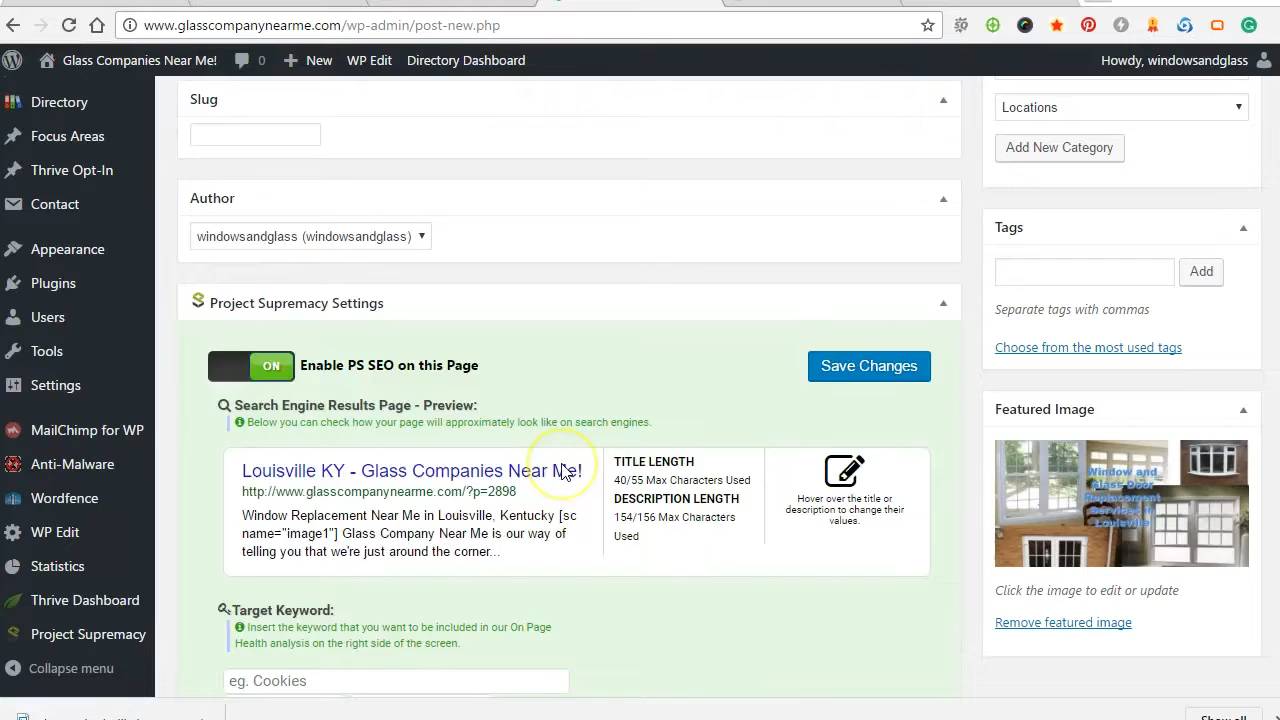 www.glasscompanynearme.com/wp-admin/post-new.php
Glass Companies Near Me!
0
New
WP Edit
Directory Dashboard
Howdy, windowsandglass
Directory
Focus Areas
Thrive Opt-In
Contact
Appearance
Plugins
Users
Tools
Settings
MailChimp for WP
Anti-Malware
Wordfence
WP Edit
Statistics
Thrive Dashboard
Project Supremacy
Collapse menu
Slug
Author
windowsandglass (windowsandglass)
Project Supremacy Settings
ON
Enable PS SEO on this Page
Save Changes
Search Engine Results Page - Preview:
Below you can check how your page will approximately look like on search engines.
Louisville KY - Glass Companies Near Me!
http://www.glasscompanynearme.com/?p=2898
Window Replacement Near Me in Louisville, Kentucky [sc
name="image1"] Glass Company Near Me is our way of
telling you that we're just around the corner...
TITLE LENGTH
40/55 Max Characters Used
DESCRIPTION LENGTH
154/156 Max Characters
Used
Hover over the title or
description to change their
values.
Target Keyword:
Insert the keyword that you want to be included in our On Page
Health analysis on the right side of the screen.
eg. Cookies
Locations
Add New Category
Tags
Add
Separate tags with commas
Choose from the most used tags
Featured Image
Window and
Glass Door
Replacement
Services in
Louisville
Click the image to edit or update
Remove featured image
Show all